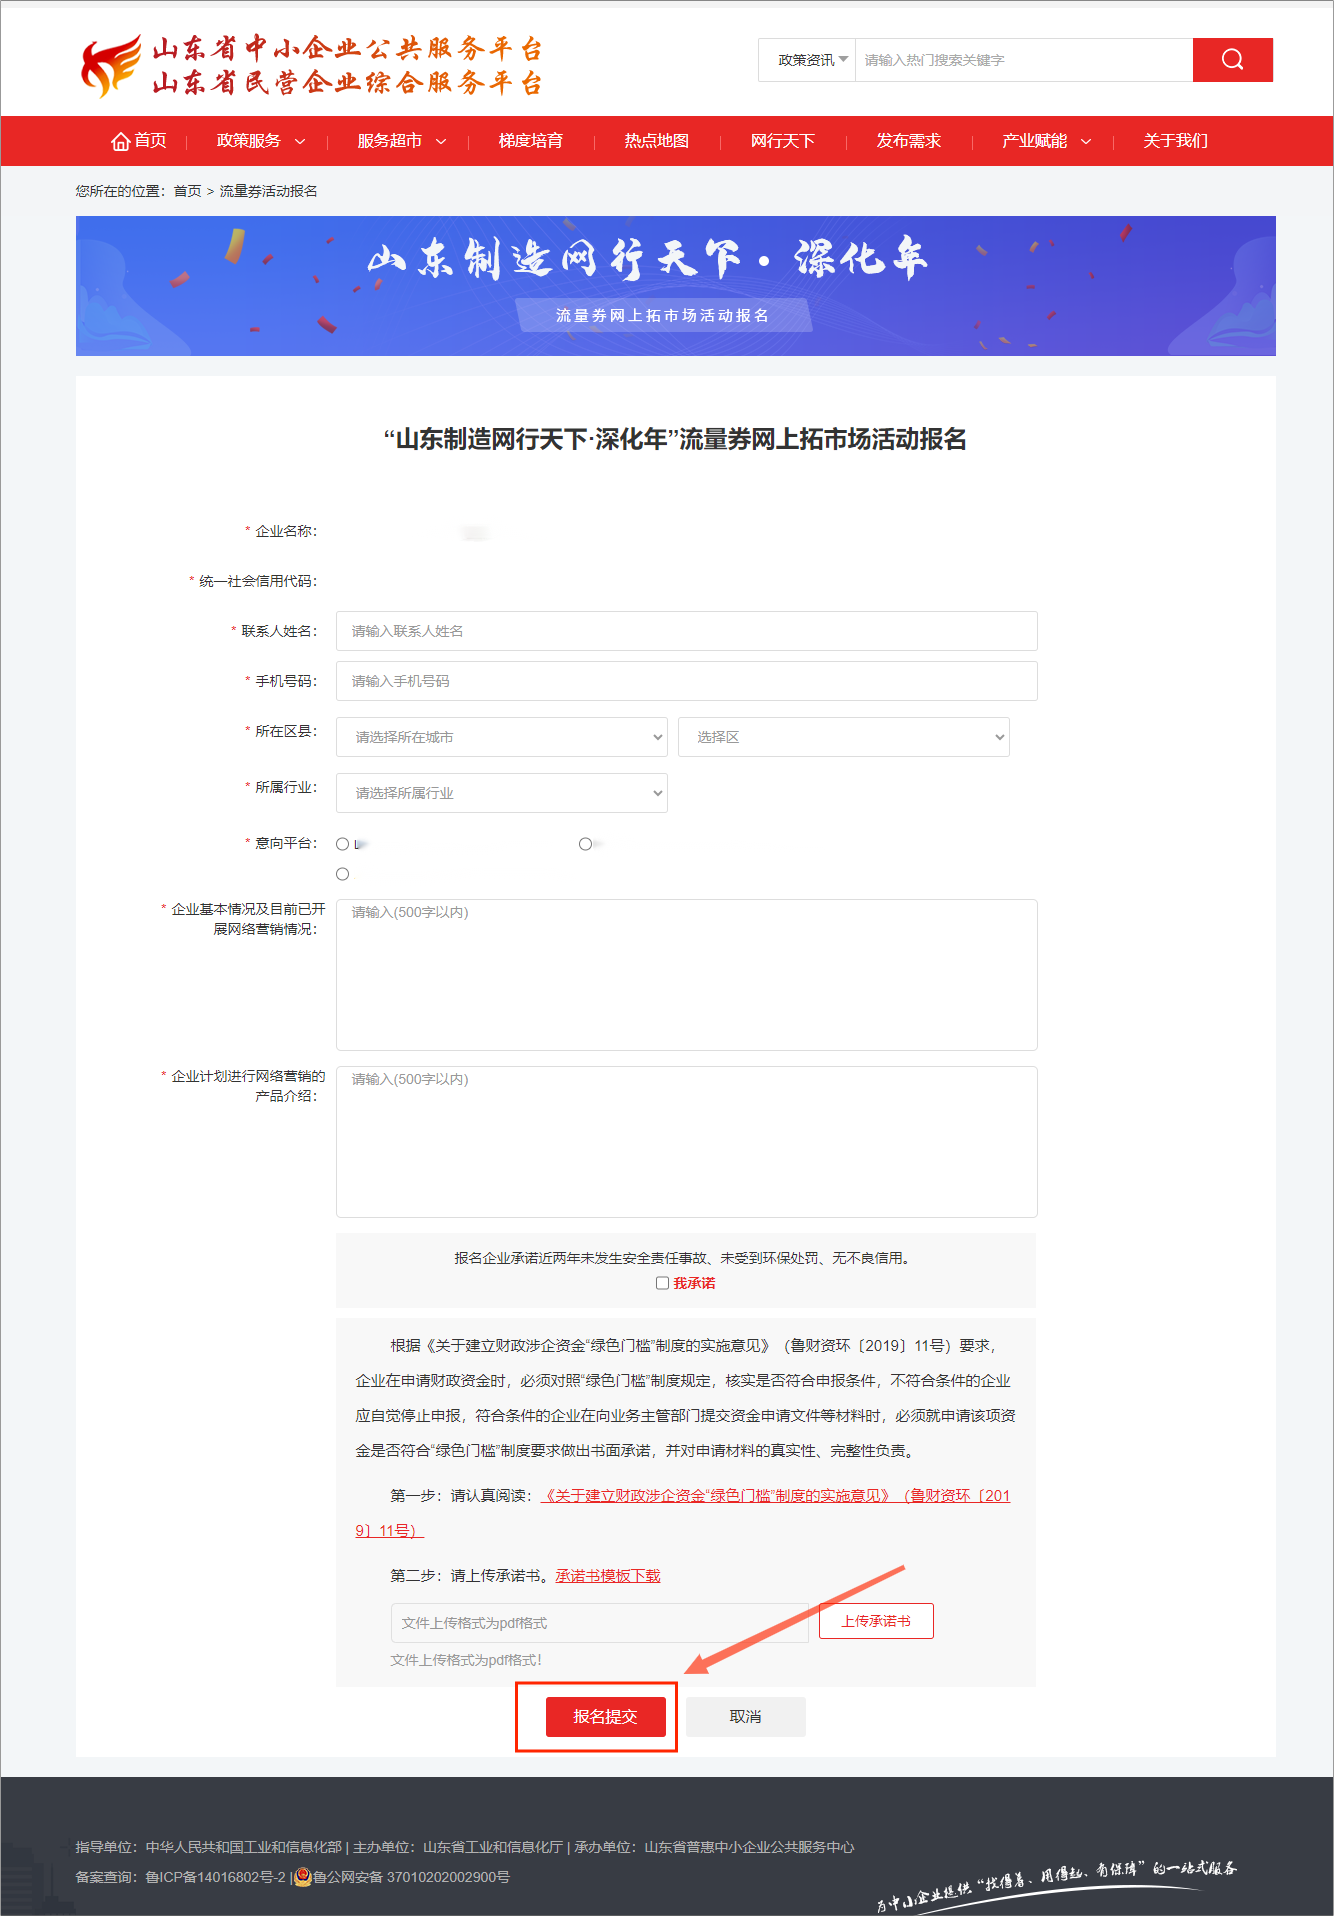 山东省中小企业公共服务平台
山东省民营企业综合服务平台
政策资讯 请输入热门搜索关键字
首页 政策服务 服务超市 梯度培育 热点地图 网行天下 发布需求 产业赋能 关于我们
您所在的位置：首页 > 流量券活动报名
山东制造网行天下·深化年
流量券网上拓市场活动报名
“山东制造网行天下·深化年”流量券网上拓市场活动报名
* 企业名称：
* 统一社会信用代码：
* 联系人姓名： 请输入联系人姓名
* 手机号码： 请输入手机号码
* 所在区县： 请选择所在城市 选择区
* 所属行业： 请选择所属行业
* 意向平台：
* 企业基本情况及目前已开 请输入(500字以内)
展网络营销情况：
* 企业计划进行网络营销的 请输入(500字以内)
产品介绍：
报名企业承诺近两年未发生安全责任事故、未受到环保处罚、无不良信用。
我承诺
根据《关于建立财政涉企资金“绿色门槛”制度的实施意见》（鲁财资环〔2019〕11号）要求，
企业在申请财政资金时，必须对照“绿色门槛”制度规定，核实是否符合申报条件，不符合条件的企业
应自觉停止申报，符合条件的企业在向业务主管部门提交资金申请文件等材料时，必须就申请该项资
金是否符合“绿色门槛”制度要求做出书面承诺，并对申请材料的真实性、完整性负责。
第一步：请认真阅读：《关于建立财政涉企资金“绿色门槛”制度的实施意见》（鲁财资环〔201
9〕11号）
第二步：请上传承诺书。承诺书模板下载
文件上传格式为pdf格式 上传承诺书
文件上传格式为pdf格式！
报名提交 取消
指导单位：中华人民共和国工业和信息化部 | 主办单位：山东省工业和信息化厅 | 承办单位：山东省普惠中小企业公共服务中心
备案查询：鲁ICP备14016802号-2 | 鲁公网安备 37010202002900号
为中小企业提供“找得着、用得起、有保障”的一站式服务